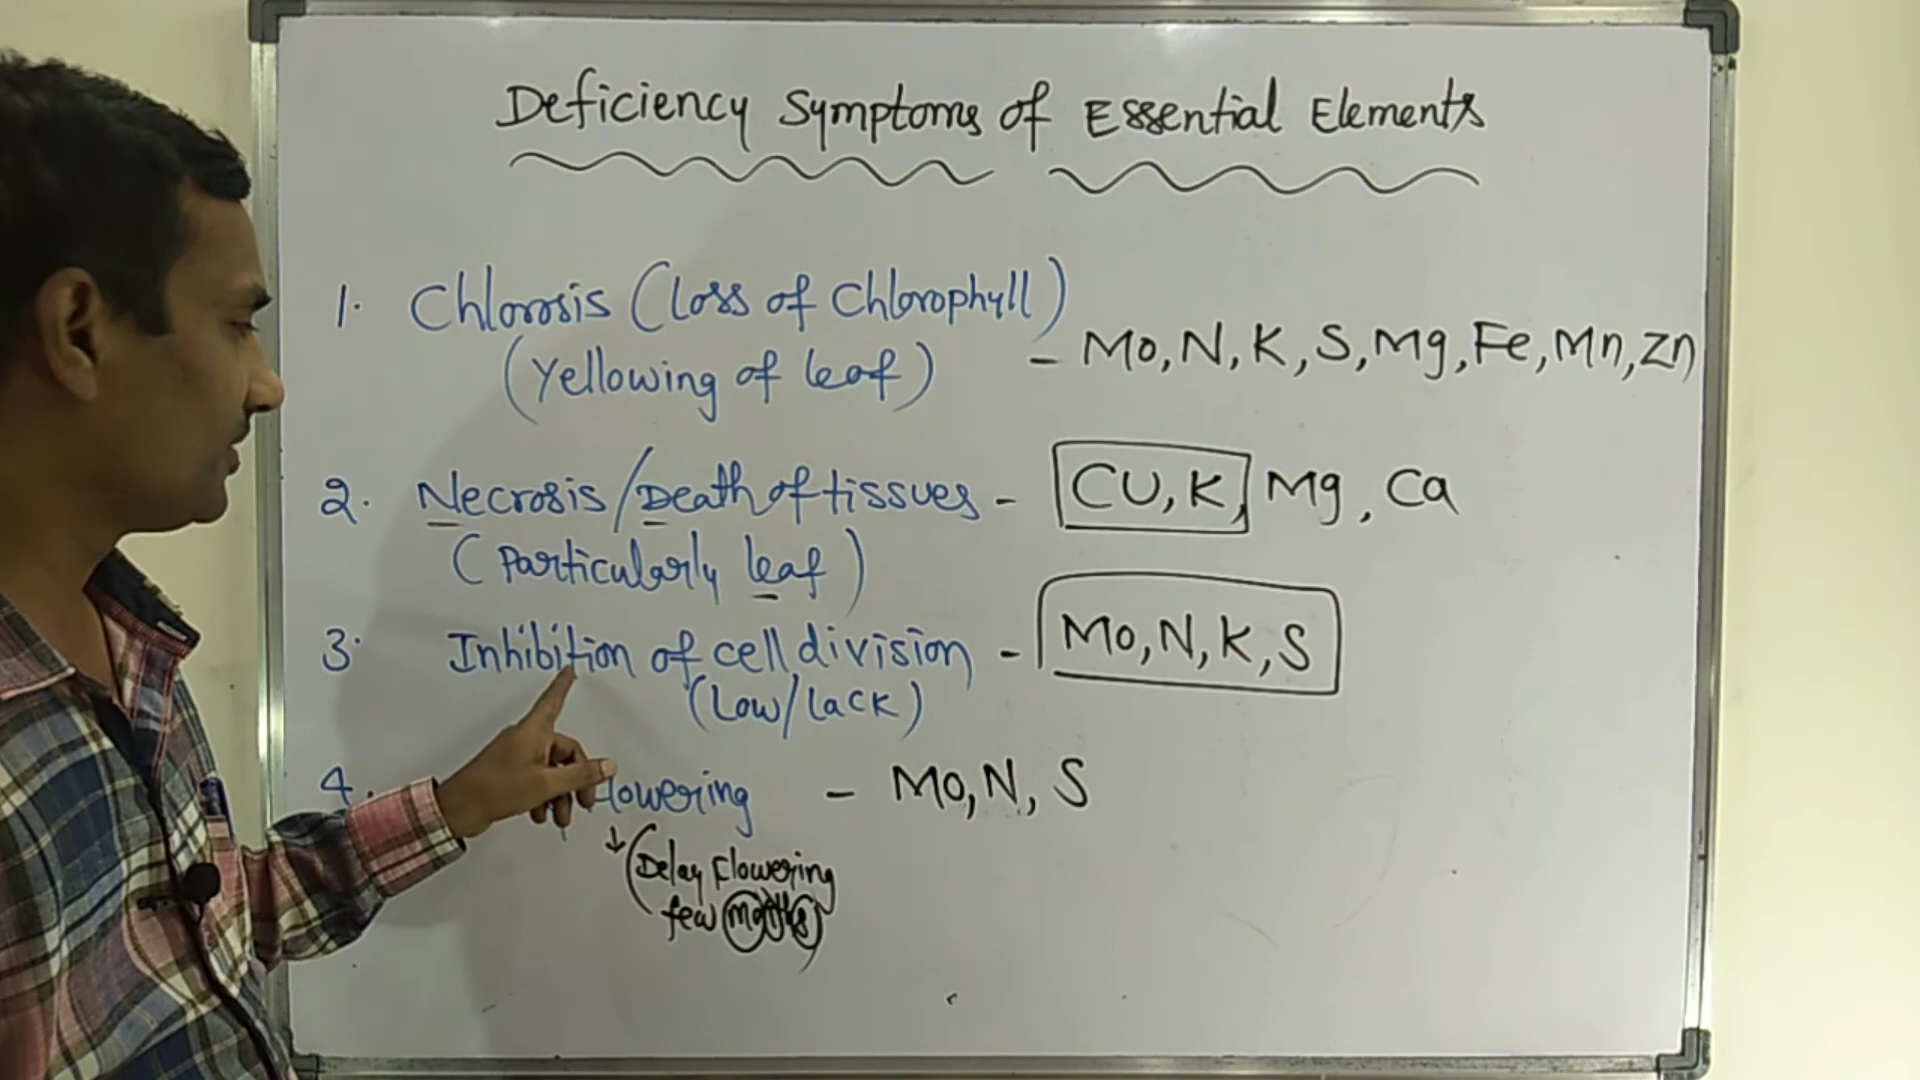 Deficiency Symptoms of Essential Elements
1. Chlorosis (Loss of Chlorophyll)
(Yellowing of leaf) - Mo, N, K, S, Mg, Fe, Mn, Zn
2. Necrosis/Death of tissues - CU, K, Mg, Ca
(Particularly leaf)
3. Inhibition of cell division - Mo, N, K, S
(Low/Lack)
4. Flowering - Mo, N, S
↓ (Delay Flowering
few months)